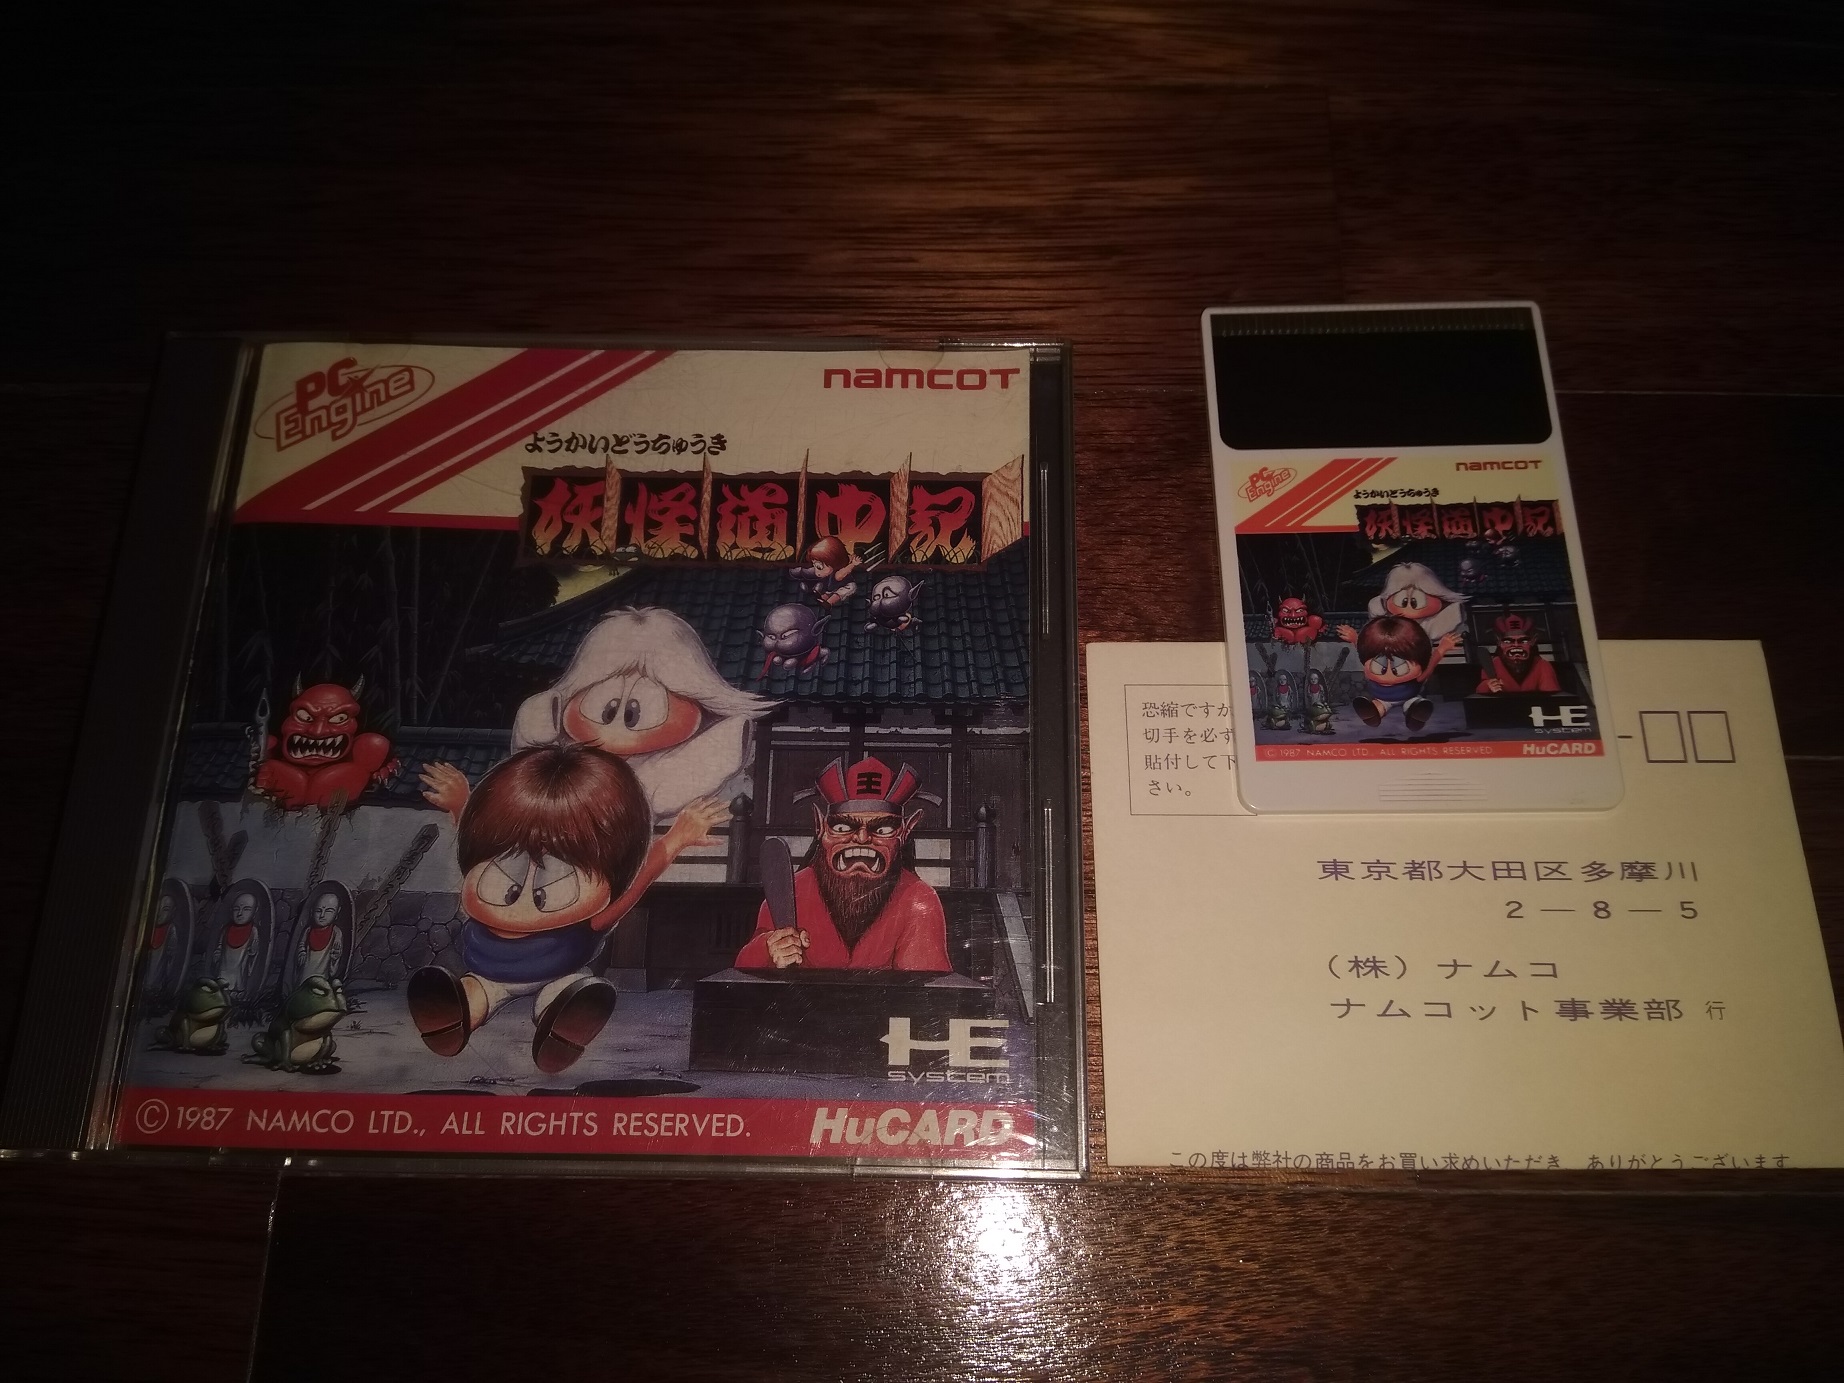 PC Engine
namcoT
ようかいどうちゅうき
妖怪道中記
王
HE
system
© 1987 NAMCO LTD., ALL RIGHTS RESERVED.
HuCARD
PC Engine
namcoT
ようかいどうちゅうき
妖怪道中記
王
HE
system
© 1987 NAMCO LTD., ALL RIGHTS RESERVED.
HuCARD
恐縮ですが
切手を必ず
貼付して下
さい。
東京都大田区多摩川
2―8―5
(株)ナムコ
ナムコット事業部 行
この度は弊社の商品をお買い求めいただき、ありがとうございます